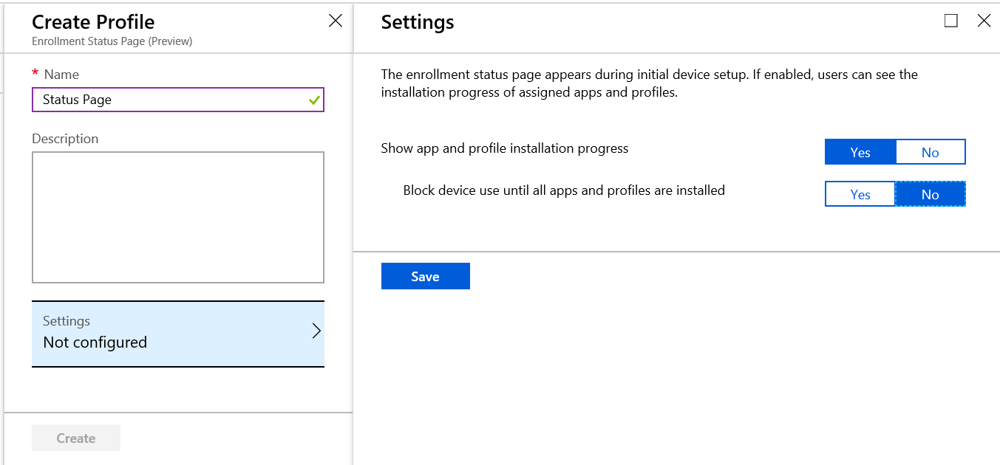 Create Profile
Enrollment Status Page (Preview)
* Name
Status Page
Description
Settings
Not configured
Create
Settings
The enrollment status page appears during initial device setup. If enabled, users can see the
installation progress of assigned apps and profiles.
Show app and profile installation progress
Yes No
Block device use until all apps and profiles are installed
Yes No
Save